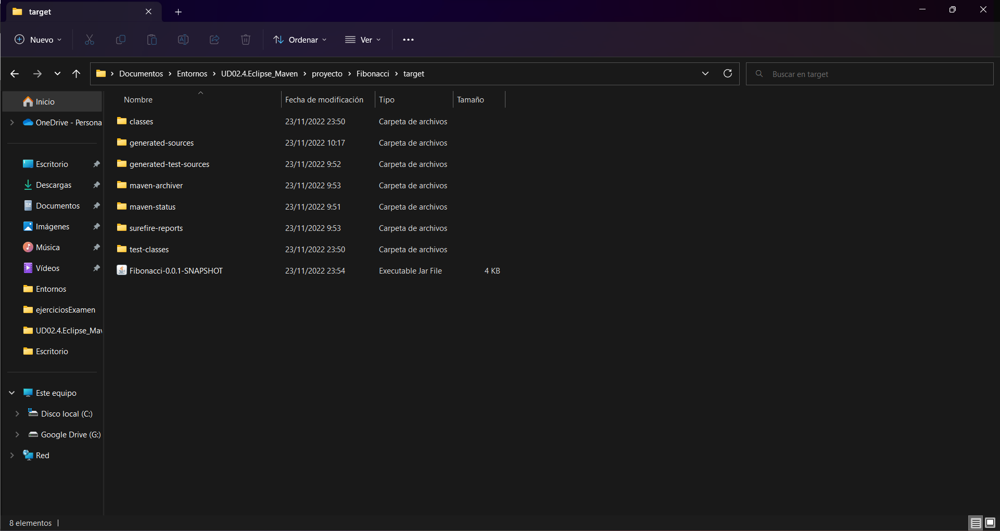 target
Nuevo
Ordenar
Ver
Documentos > Entornos > UD02.4.Eclipse_Maven > proyecto > Fibonacci > target
Buscar en target
Inicio
OneDrive - Persona
Escritorio
Descargas
Documentos
Imágenes
Música
Vídeos
Entornos
ejerciciosExamen
UD02.4.Eclipse_Mav
Escritorio
Este equipo
Disco local (C:)
Google Drive (G:)
Red
Nombre Fecha de modificación Tipo Tamaño
classes 23/11/2022 23:50 Carpeta de archivos
generated-sources 23/11/2022 10:17 Carpeta de archivos
generated-test-sources 23/11/2022 9:52 Carpeta de archivos
maven-archiver 23/11/2022 9:53 Carpeta de archivos
maven-status 23/11/2022 9:51 Carpeta de archivos
surefire-reports 23/11/2022 9:53 Carpeta de archivos
test-classes 23/11/2022 23:50 Carpeta de archivos
Fibonacci-0.0.1-SNAPSHOT 23/11/2022 23:54 Executable Jar File 4 KB
8 elementos